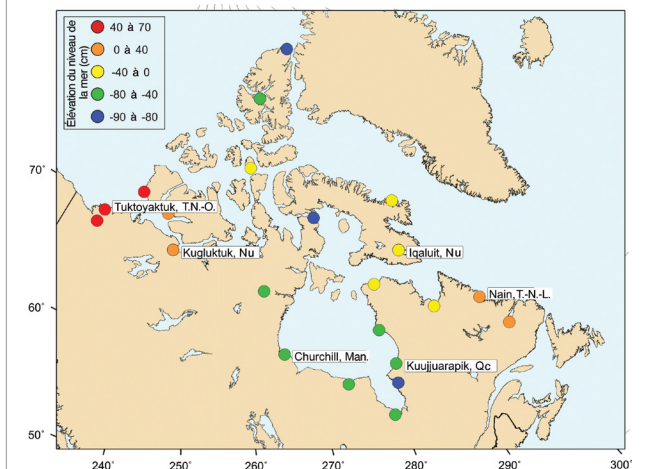 Élévation du niveau de
la mer (cm)
40 à 70
0 à 40
-40 à 0
-80 à -40
-90 à -80
70˚
Tuktoyaktuk, T.N.-O.
Kugluktuk, Nu
Iqaluit, Nu
Nain,T.-N.-L.
60˚
Churchill, Man.
Kuujjuarapik, Qc
50˚
240˚ 250˚ 260˚ 270˚ 280˚ 290˚ 300˚